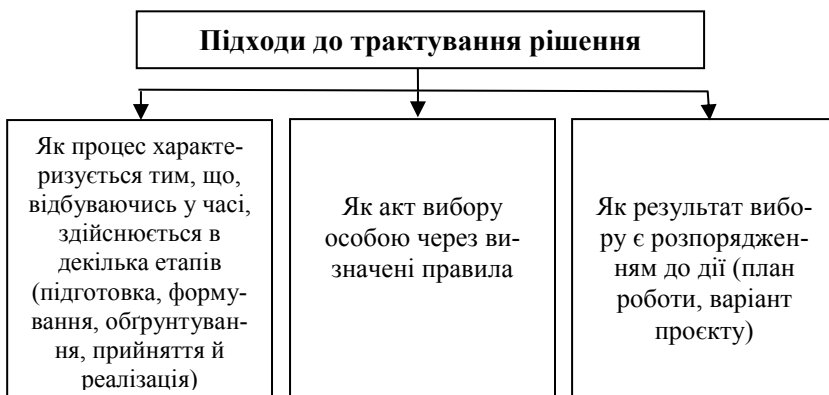 Підходи до трактування рішення
Як процес характе-
ризується тим, що,
відбуваючись у часі,
здійснюється в
декілька етапів
(підготовка, форму-
вання, обґрунтуван-
ня, прийняття й
реалізація)
Як акт вибору
особою через ви-
значені правила
Як результат вибо-
ру є розпоряджен-
ням до дії (план
роботи, варіант
проєкту)